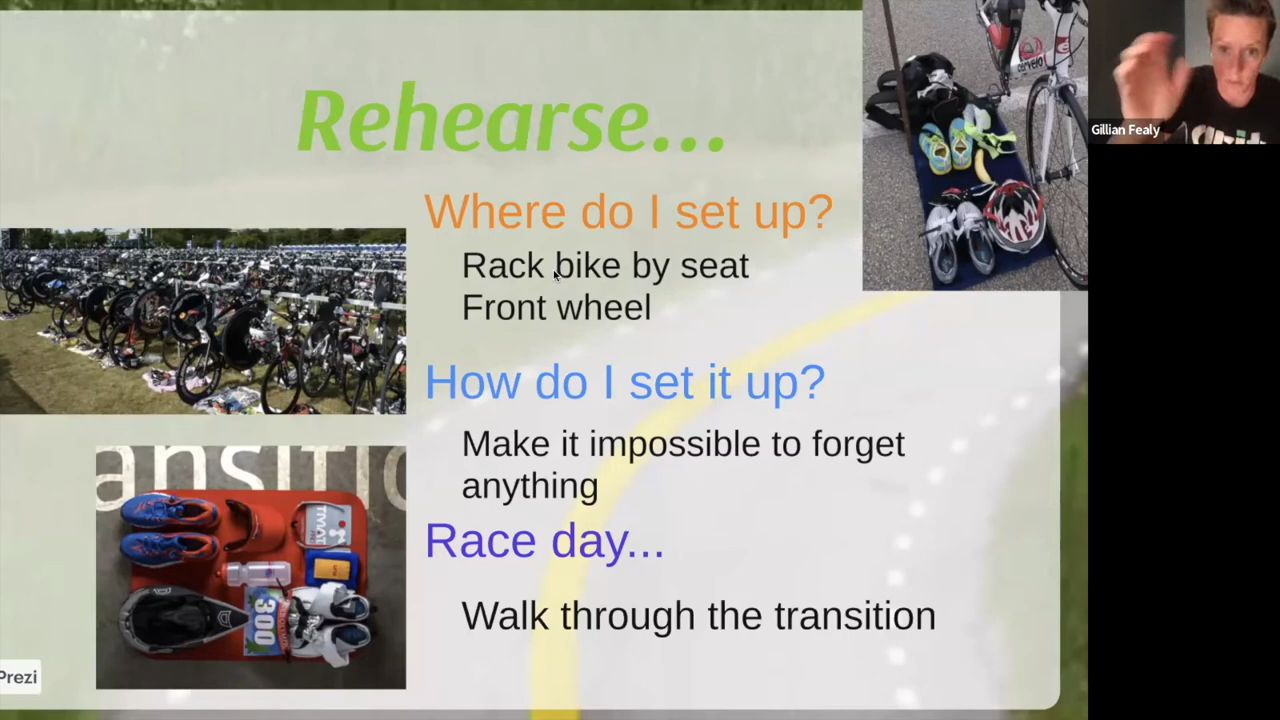 Rehearse...
Where do I set up?
Rack bike by seat
Front wheel
How do I set it up?
Make it impossible to forget
anything
Race day...
Walk through the transition
Gillian Fealy
cervélo
ansitio
300
Prezi